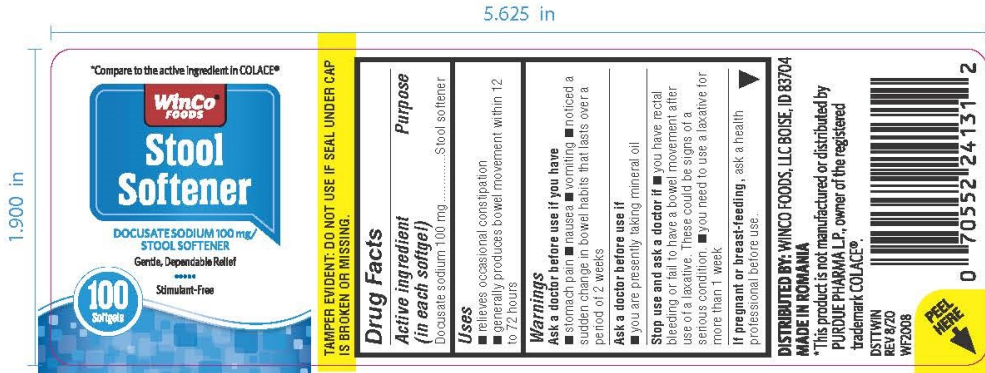 5.625 in
1.900 in
*Compare to the active ingredient in COLACE®
WinCo®
FOODS
Stool
Softener
DOCUSATE SODIUM 100 mg/
STOOL SOFTENER
Gentle, Dependable Relief
Stimulant-Free
100
Softgels
TAMPER EVIDENT: DO NOT USE IF SEAL UNDER CAP
IS BROKEN OR MISSING.
Drug Facts
Active ingredient Purpose
(in each softgel)
Docusate sodium 100 mg..............Stool softener
Uses
■ relieves occasional constipation
■ generally produces bowel movement within 12
to 72 hours
Warnings
Ask a doctor before use if you have
■ stomach pain ■ nausea ■ vomiting ■ noticed a
sudden change in bowel habits that lasts over a
period of 2 weeks
Ask a doctor before use if
■ you are presently taking mineral oil
Stop use and ask a doctor if ■ you have rectal
bleeding or fail to have a bowel movement after
use of a laxative. These could be signs of a
serious condition. ■ you need to use a laxative for
more than 1 week
If pregnant or breast-feeding, ask a health
professional before use.
DISTRIBUTED BY: WINCO FOODS, LLC BOISE, ID 83704
MADE IN ROMANIA
*This product is not manufactured or distributed by
PURDUE PHARMA L.P., owner of the registered
trademark COLACE®.
DSTTWIN
REV 8/20
WF2008
0 70552 24131 2
PEEL
HERE